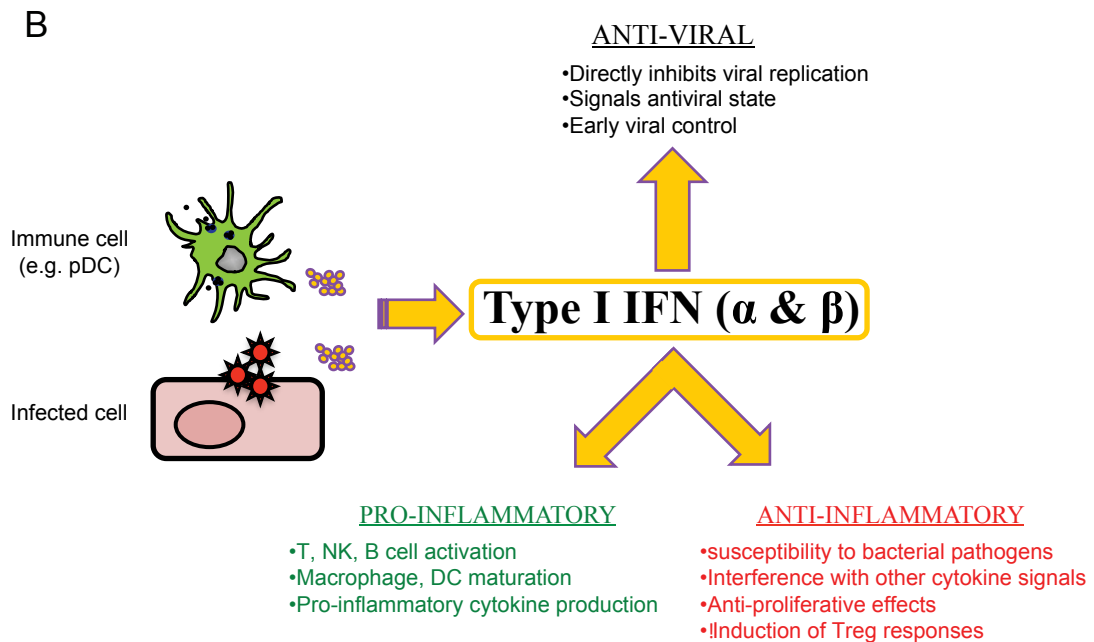 B
ANTI-VIRAL
•Directly inhibits viral replication
•Signals antiviral state
•Early viral control
Immune cell
(e.g. pDC)
Type I IFN (α & β)
Infected cell
PRO-INFLAMMATORY
•T, NK, B cell activation
•Macrophage, DC maturation
•Pro-inflammatory cytokine production
ANTI-INFLAMMATORY
•susceptibility to bacterial pathogens
•Interference with other cytokine signals
•Anti-proliferative effects
•!Induction of Treg responses